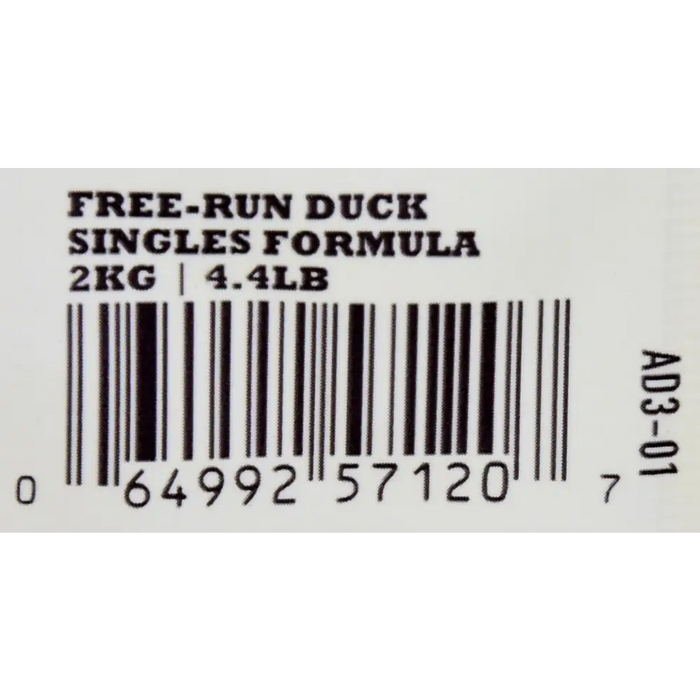 FREE-RUN DUCK
SINGLES FORMULA
2KG | 4.4LB
0 64992 57120 7
AD3-01